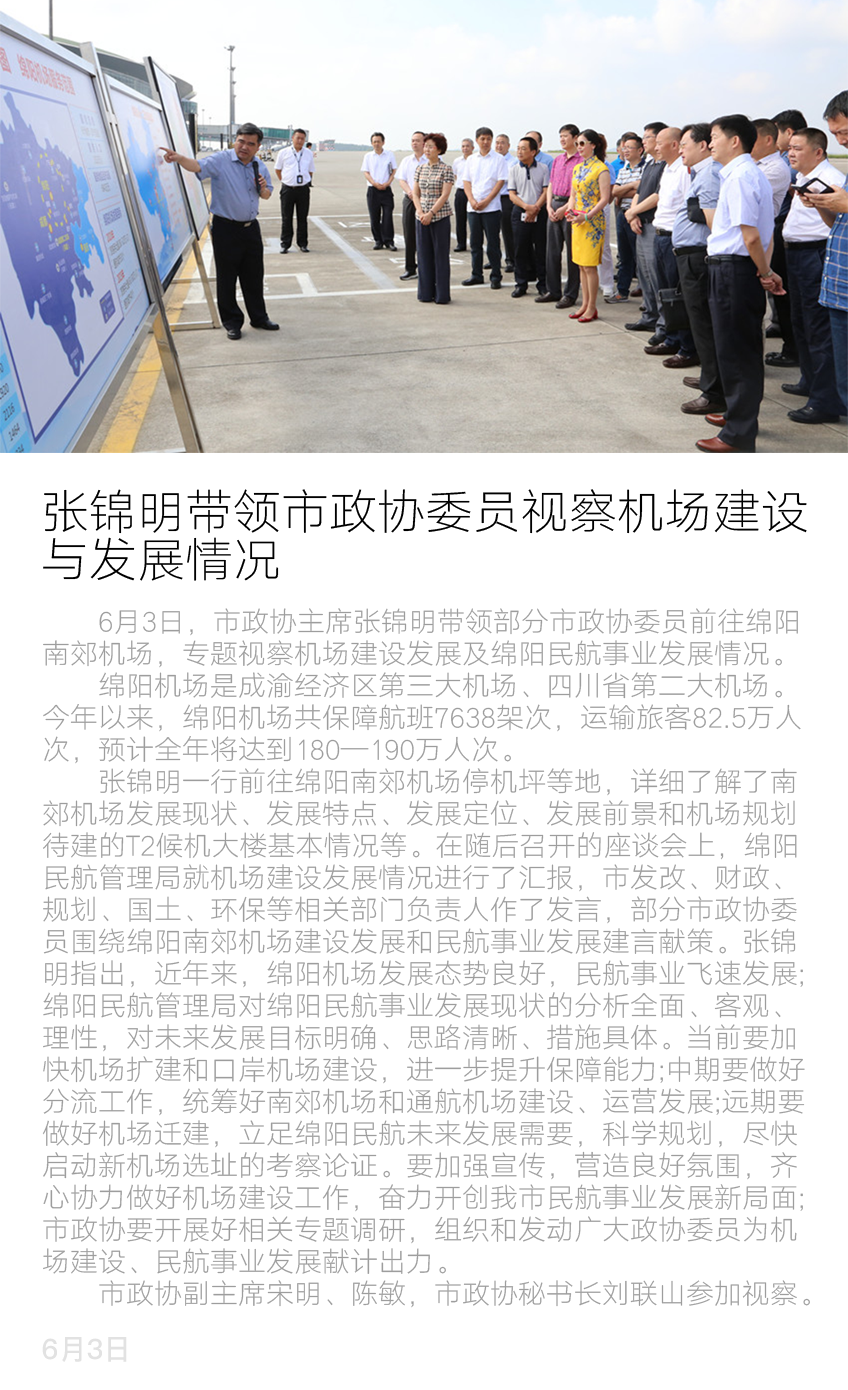 绵阳机场服务范围
张锦明带领市政协委员视察机场建设
与发展情况
6月3日，市政协主席张锦明带领部分市政协委员前往绵阳
南郊机场，专题视察机场建设发展及绵阳民航事业发展情况。
绵阳机场是成渝经济区第三大机场、四川省第二大机场。
今年以来，绵阳机场共保障航班7638架次，运输旅客82.5万人
次，预计全年将达到180—190万人次。
张锦明一行前往绵阳南郊机场停机坪等地，详细了解了南
郊机场发展现状、发展特点、发展定位、发展前景和机场规划
待建的T2候机大楼基本情况等。在随后召开的座谈会上，绵阳
民航管理局就机场建设发展情况进行了汇报，市发改、财政、
规划、国土、环保等相关部门负责人作了发言，部分市政协委
员围绕绵阳南郊机场建设发展和民航事业发展建言献策。张锦
明指出，近年来，绵阳机场发展态势良好，民航事业飞速发展;
绵阳民航管理局对绵阳民航事业发展现状的分析全面、客观、
理性，对未来发展目标明确、思路清晰、措施具体。当前要加
快机场扩建和口岸机场建设，进一步提升保障能力;中期要做好
分流工作，统筹好南郊机场和通航机场建设、运营发展;远期要
做好机场迁建，立足绵阳民航未来发展需要，科学规划，尽快
启动新机场选址的考察论证。要加强宣传，营造良好氛围，齐
心协力做好机场建设工作，奋力开创我市民航事业发展新局面;
市政协要开展好相关专题调研，组织和发动广大政协委员为机
场建设、民航事业发展献计出力。
市政协副主席宋明、陈敏，市政协秘书长刘联山参加视察。
6月3日